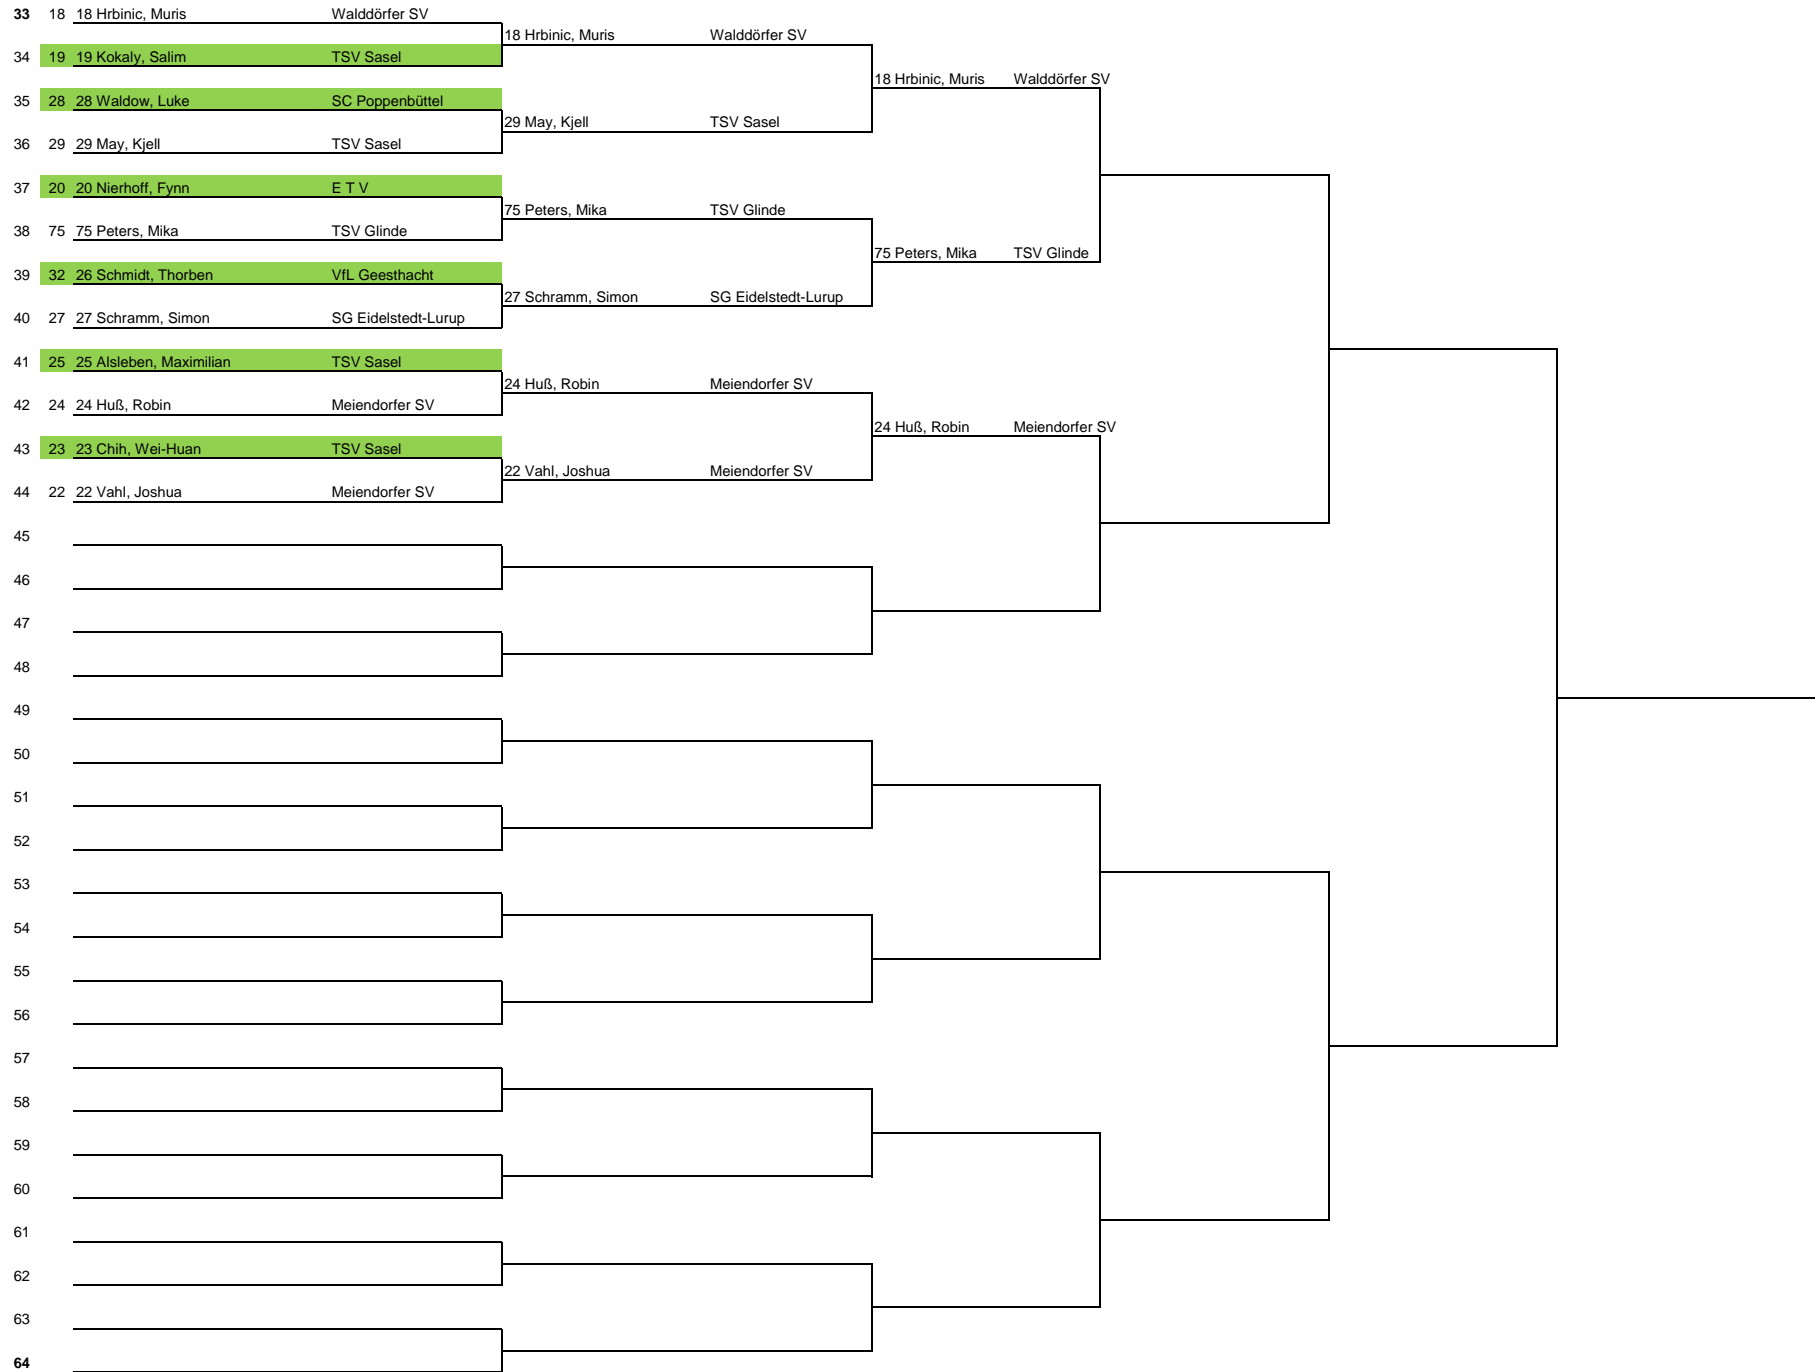 33 18 18 Hrbinic, Muris Walddörfer SV
18 Hrbinic, Muris Walddörfer SV
34 19 19 Kokaly, Salim TSV Sasel
18 Hrbinic, Muris Walddörfer SV
35 28 28 Waldow, Luke SC Poppenbüttel
29 May, Kjell TSV Sasel
36 29 29 May, Kjell TSV Sasel
37 20 20 Nierhoff, Fynn E T V
75 Peters, Mika TSV Glinde
38 75 75 Peters, Mika TSV Glinde
75 Peters, Mika TSV Glinde
39 32 26 Schmidt, Thorben VfL Geesthacht
27 Schramm, Simon SG Eidelstedt-Lurup
40 27 27 Schramm, Simon SG Eidelstedt-Lurup
41 25 25 Alsleben, Maximilian TSV Sasel
24 Huß, Robin Meiendorfer SV
42 24 24 Huß, Robin Meiendorfer SV
24 Huß, Robin Meiendorfer SV
43 23 23 Chih, Wei-Huan TSV Sasel
22 Vahl, Joshua Meiendorfer SV
44 22 22 Vahl, Joshua Meiendorfer SV
45
46
47
48
49
50
51
52
53
54
55
56
57
58
59
60
61
62
63
64